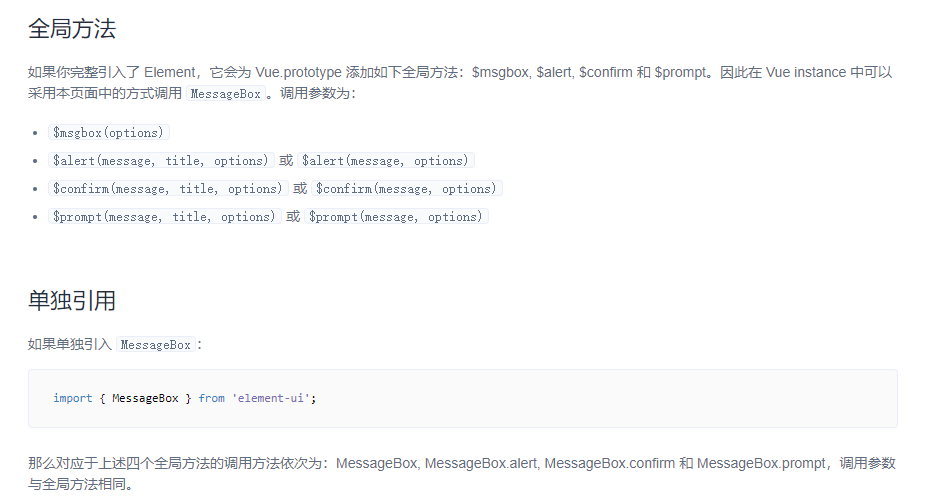 全局方法
如果你完整引入了 Element，它会为 Vue.prototype 添加如下全局方法：$msgbox, $alert, $confirm 和 $prompt。因此在 Vue instance 中可以
采用本页面中的方式调用 MessageBox。调用参数为：
$msgbox(options)
$alert(message, title, options) 或 $alert(message, options)
$confirm(message, title, options) 或 $confirm(message, options)
$prompt(message, title, options) 或 $prompt(message, options)
单独引用
如果单独引入 MessageBox：
import { MessageBox } from 'element-ui';
那么对应于上述四个全局方法的调用方法依次为：MessageBox, MessageBox.alert, MessageBox.confirm 和 MessageBox.prompt，调用参数
与全局方法相同。